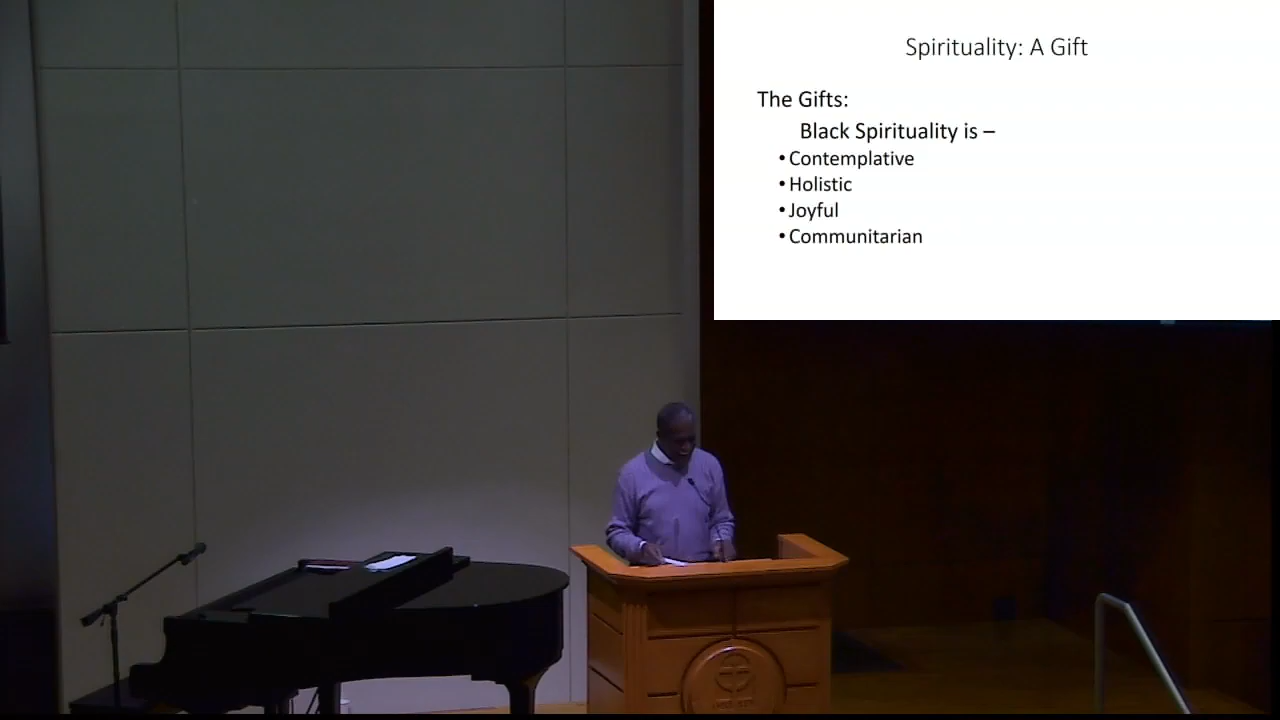 Spirituality: A Gift
The Gifts:
Black Spirituality is –
• Contemplative
• Holistic
• Joyful
• Communitarian